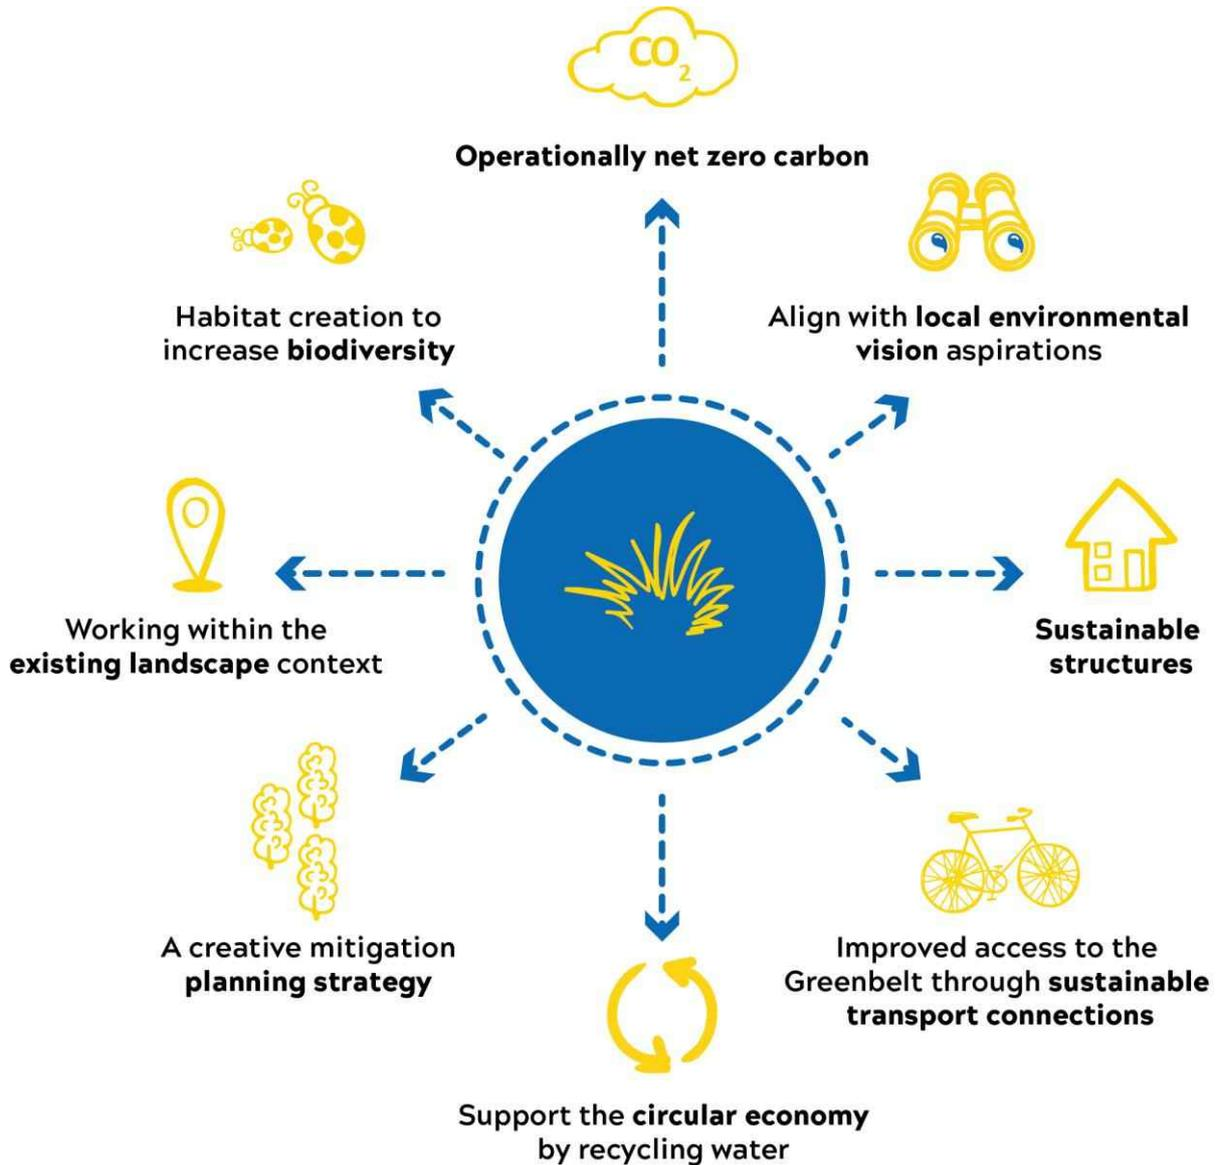 CO2
Operationally net zero carbon
Habitat creation to
increase biodiversity
Align with local environmental
vision aspirations
Working within the
existing landscape context
Sustainable
structures
A creative mitigation
planning strategy
Improved access to the
Greenbelt through sustainable
transport connections
Support the circular economy
by recycling water